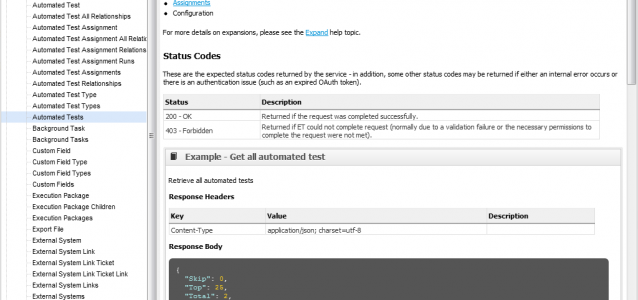 Automated Test
Automated Test All Relationships
Automated Test Assignment
Automated Test Assignment All Relatic
Automated Test Assignment Relations
Automated Test Assignment Runs
Automated Test Assignments
Automated Test Relationships
Automated Test Type
Automated Test Types
Automated Tests
Background Task
Background Tasks
Custom Field
Custom Field Type
Custom Field Types
Custom Fields
Execution Package
Execution Package Children
Execution Packages
Export File
External System
External System Link
External System Link Ticket
External System Link Ticket Link
External System Links
External Systems
Assignments
Configuration
For more details on expansions, please see the Expand help topic.
Status Codes
These are the expected status codes returned by the service - in addition, some other status codes may be returned if either an internal error occurs or
there is an authentication issue (such as an expired OAuth token).
Status Description
200 - OK Returned if the request was completed successfully.
403 - Forbidden Returned if ET could not complete request (normally due to a validation failure or the necessary permissions to
complete the request were not met).
Example - Get all automated test
Retrieve all automated tests
Response Headers
Key Value Description
Content-Type application/json; charset=utf-8
Response Body
{
"Skip": 0,
"Top": 25,
"Total": 2,